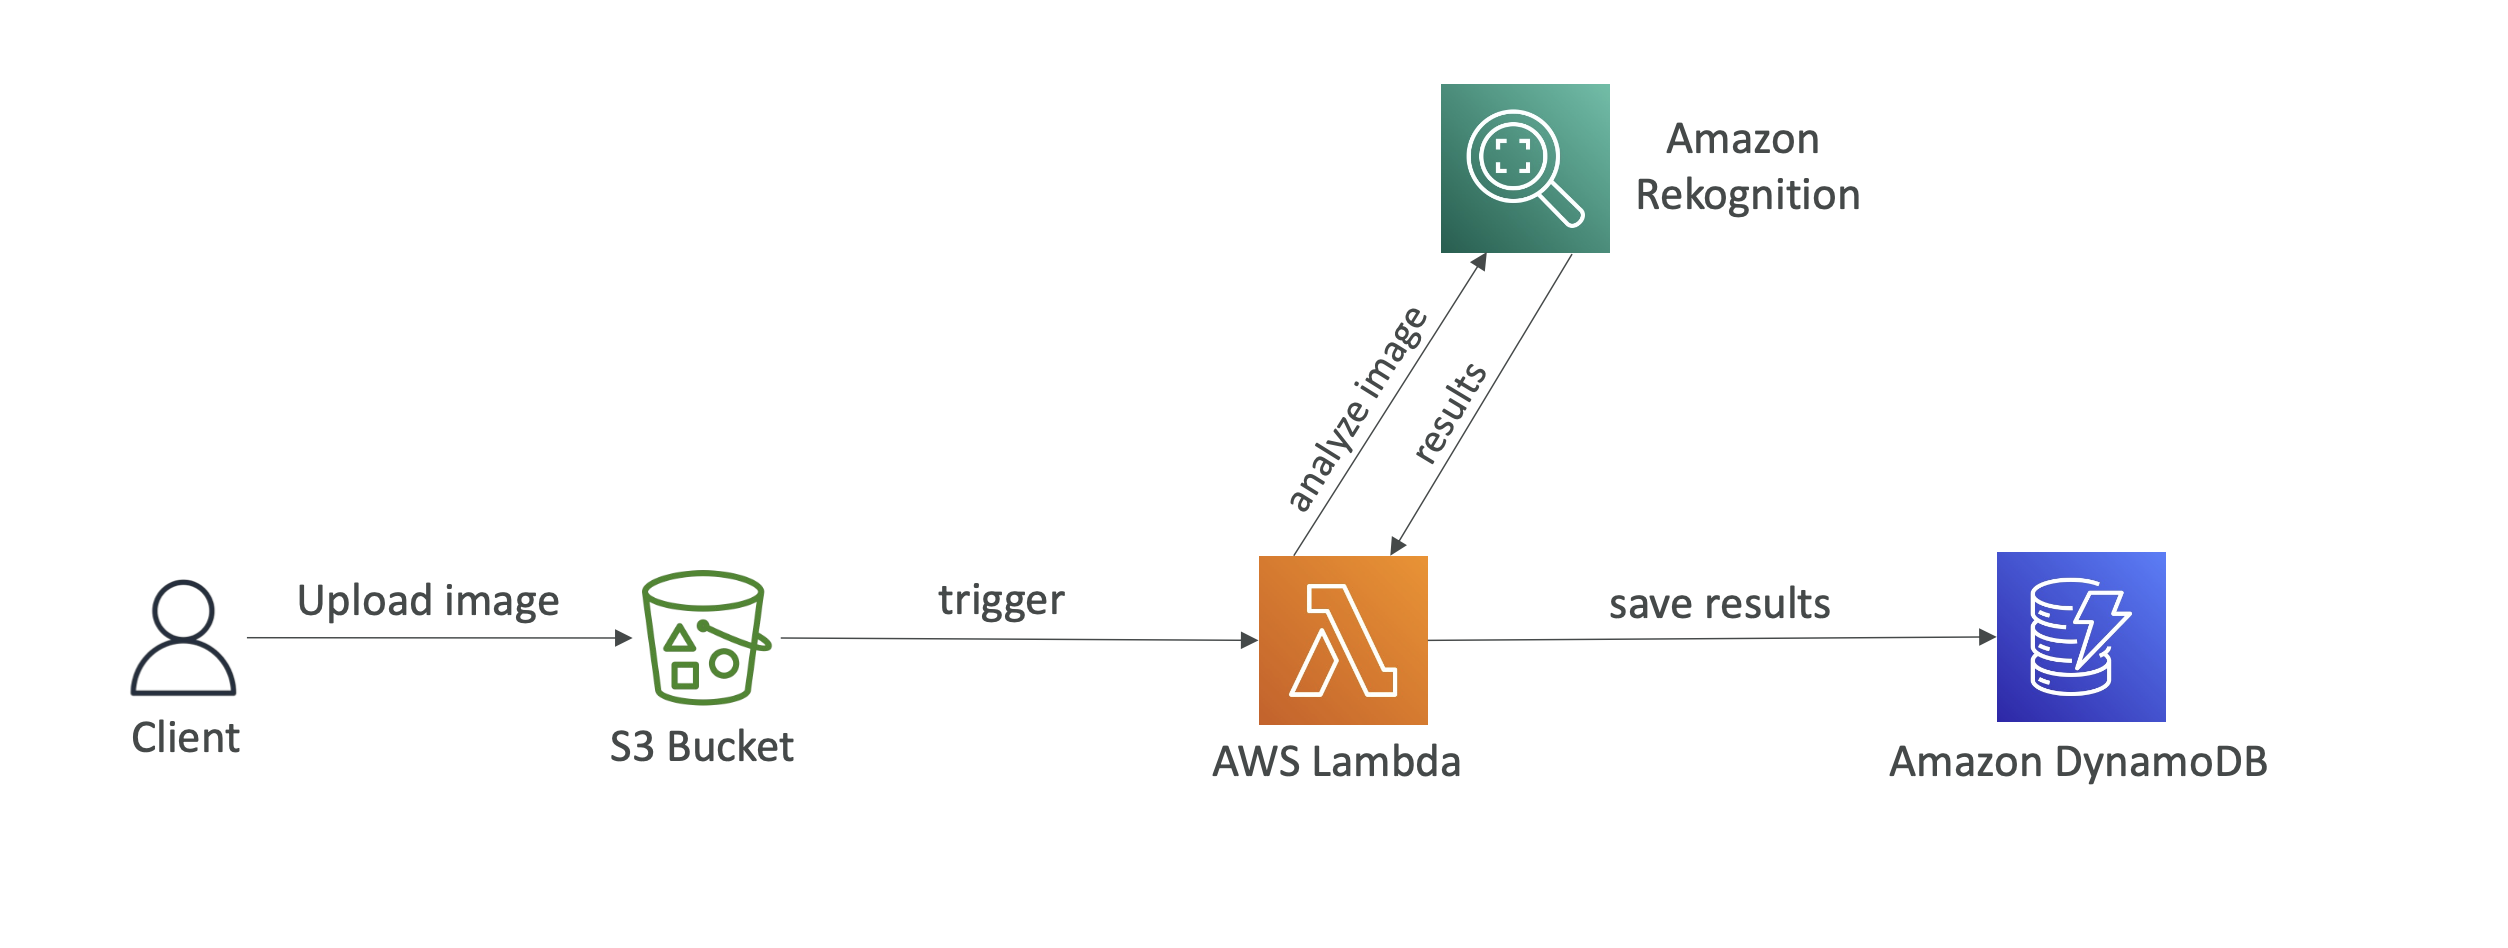 Amazon
Rekognition
analyze image
results
Upload image
trigger
save results
Client
S3 Bucket
AWS Lambda
Amazon DynamoDB